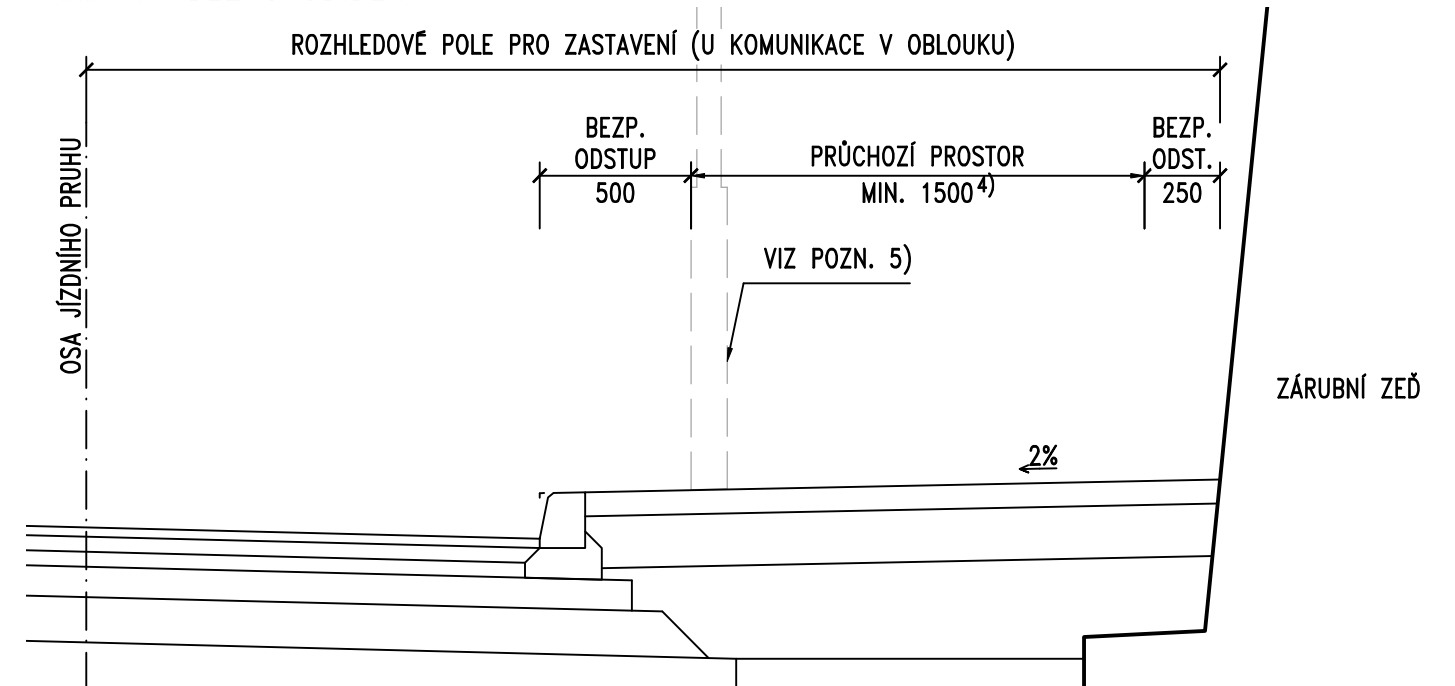 ROZHLEDOVÉ POLE PRO ZASTAVENÍ (U KOMUNIKACE V OBLOUKU)
BEZP.
ODSTUP
500
PRŮCHOZÍ PROSTOR
MIN. 1500 4)
BEZP.
ODST.
250
OSA JÍZDNÍHO PRUHU
VIZ POZN. 5)
ZÁRUBNÍ ZEĎ
2%